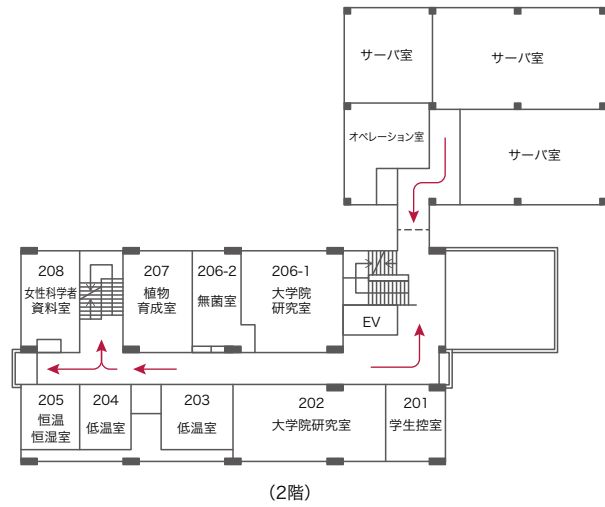 サーバ室
サーバ室
オペレーション室
サーバ室
208
女性科学者
資料室
207
植物
育成室
206-2
無菌室
206-1
大学院
研究室
EV
205
恒温
恒湿室
204
低温室
203
低温室
202
大学院研究室
201
学生控室
（2階）